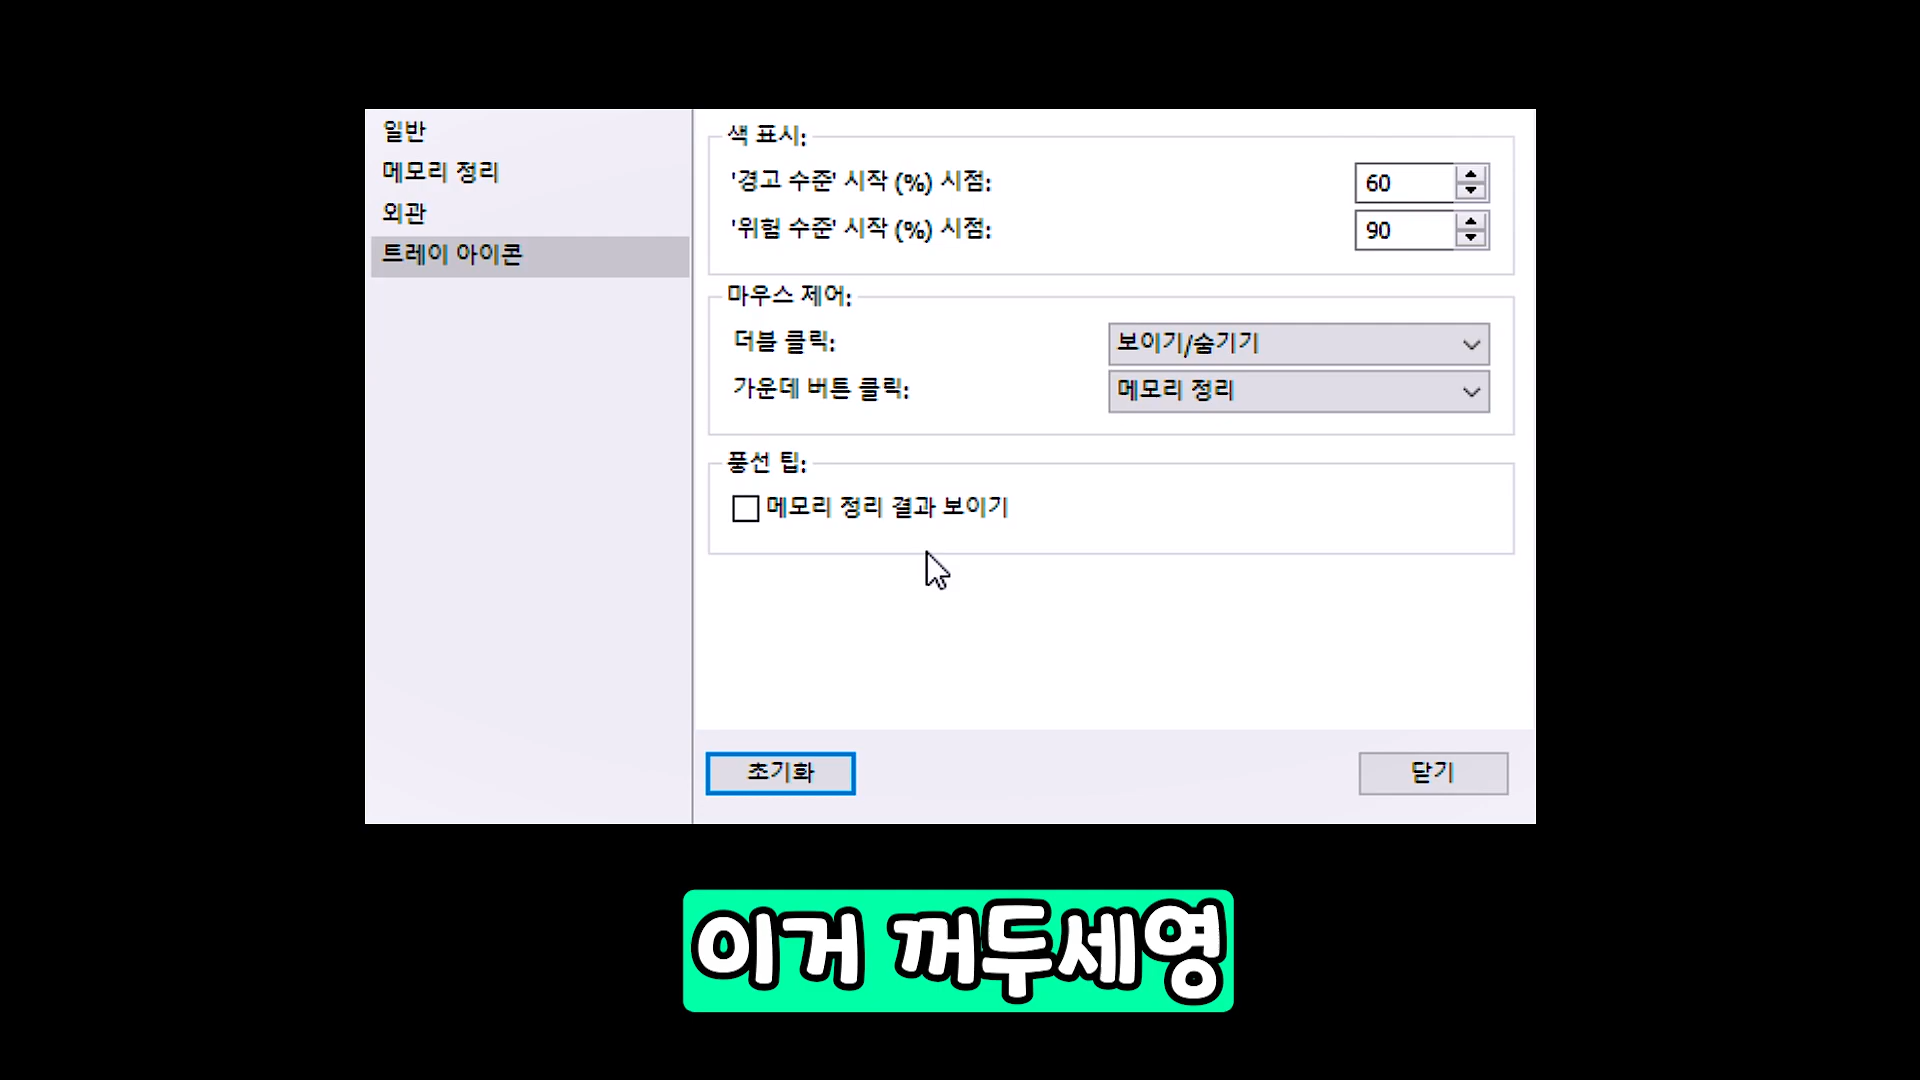 일반
메모리 정리
외관
트레이 아이콘
색 표시:
'경고 수준' 시작 (%) 시점: 60
'위험 수준' 시작 (%) 시점: 90
마우스 제어:
더블 클릭: 보이기/숨기기
가운데 버튼 클릭: 메모리 정리
풍선 팁:
메모리 정리 결과 보이기
초기화 닫기
이거 꺼두세영